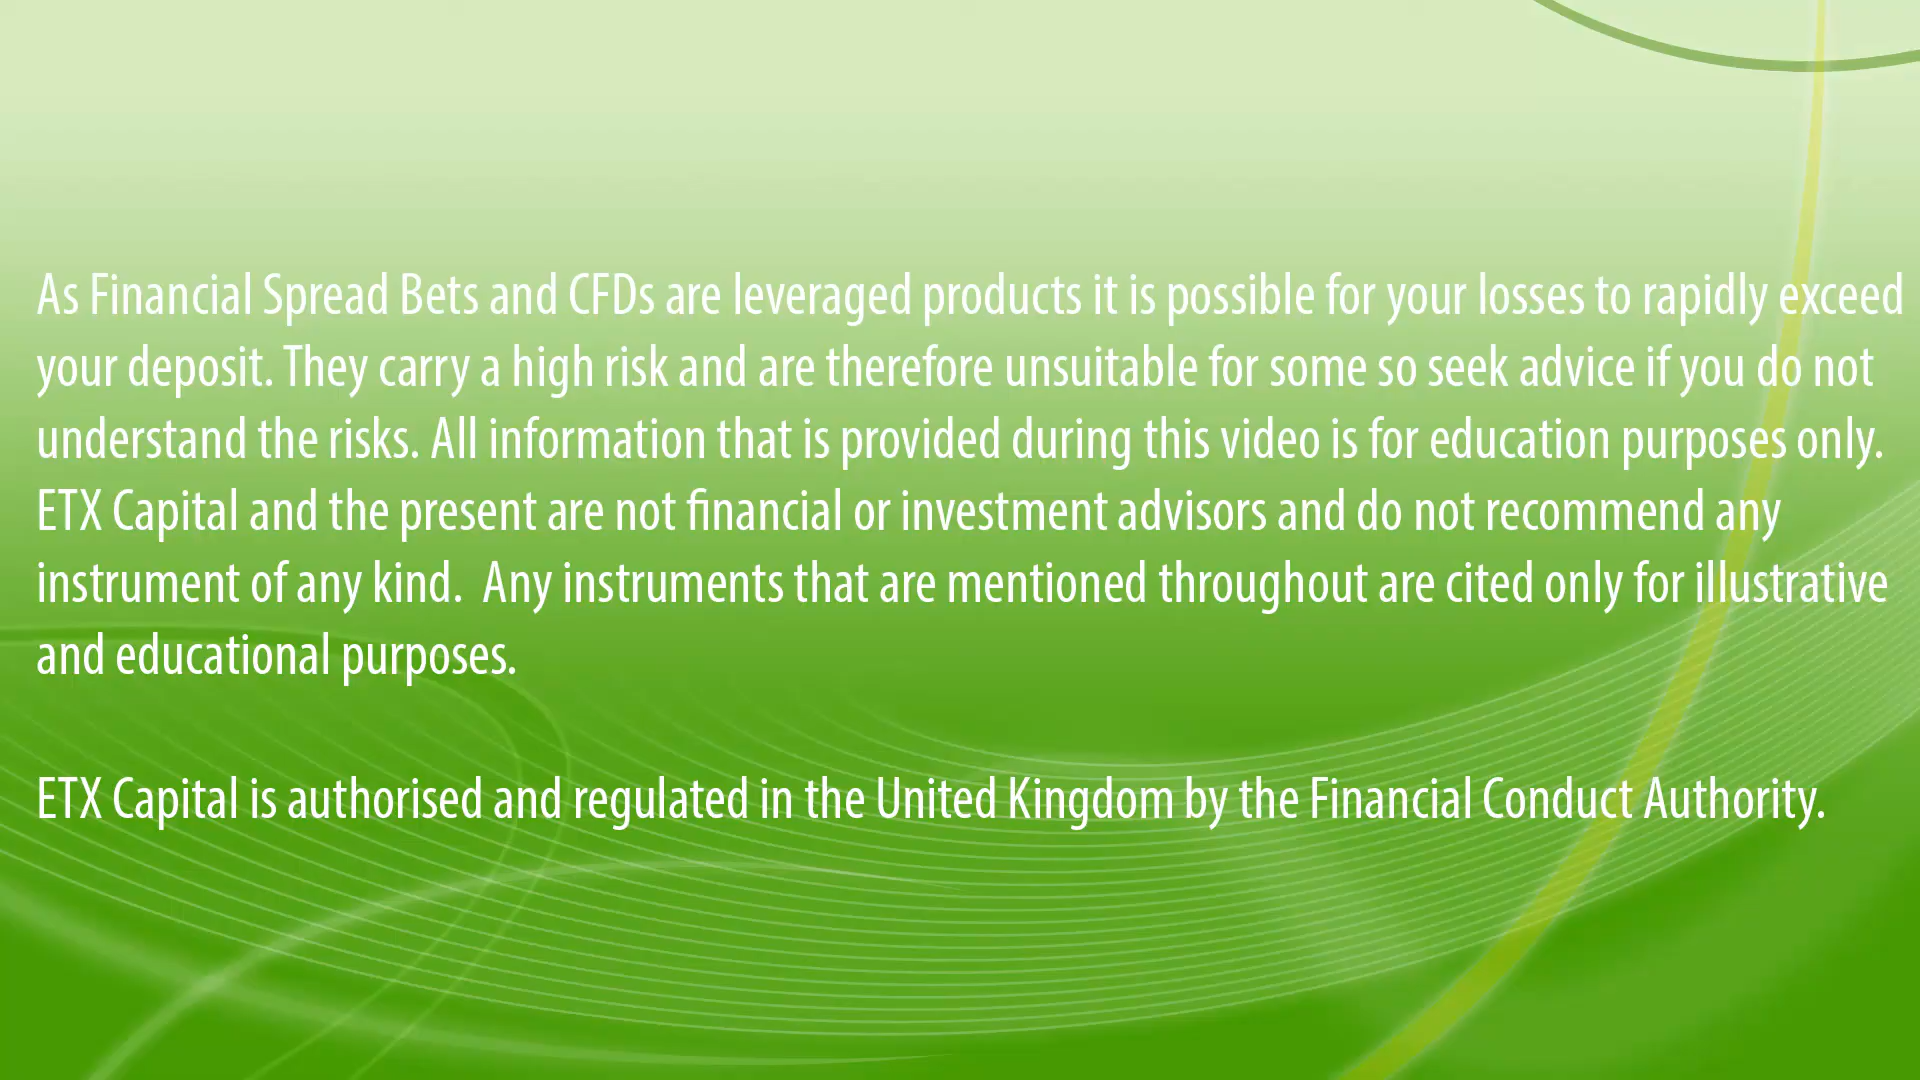 As Financial Spread Bets and CFDs are leveraged products it is possible for your losses to rapidly exceed
your deposit. They carry a high risk and are therefore unsuitable for some so seek advice if you do not
understand the risks. All information that is provided during this video is for education purposes only.
ETX Capital and the present are not financial or investment advisors and do not recommend any
instrument of any kind.  Any instruments that are mentioned throughout are cited only for illustrative
and educational purposes.
ETX Capital is authorised and regulated in the United Kingdom by the Financial Conduct Authority.